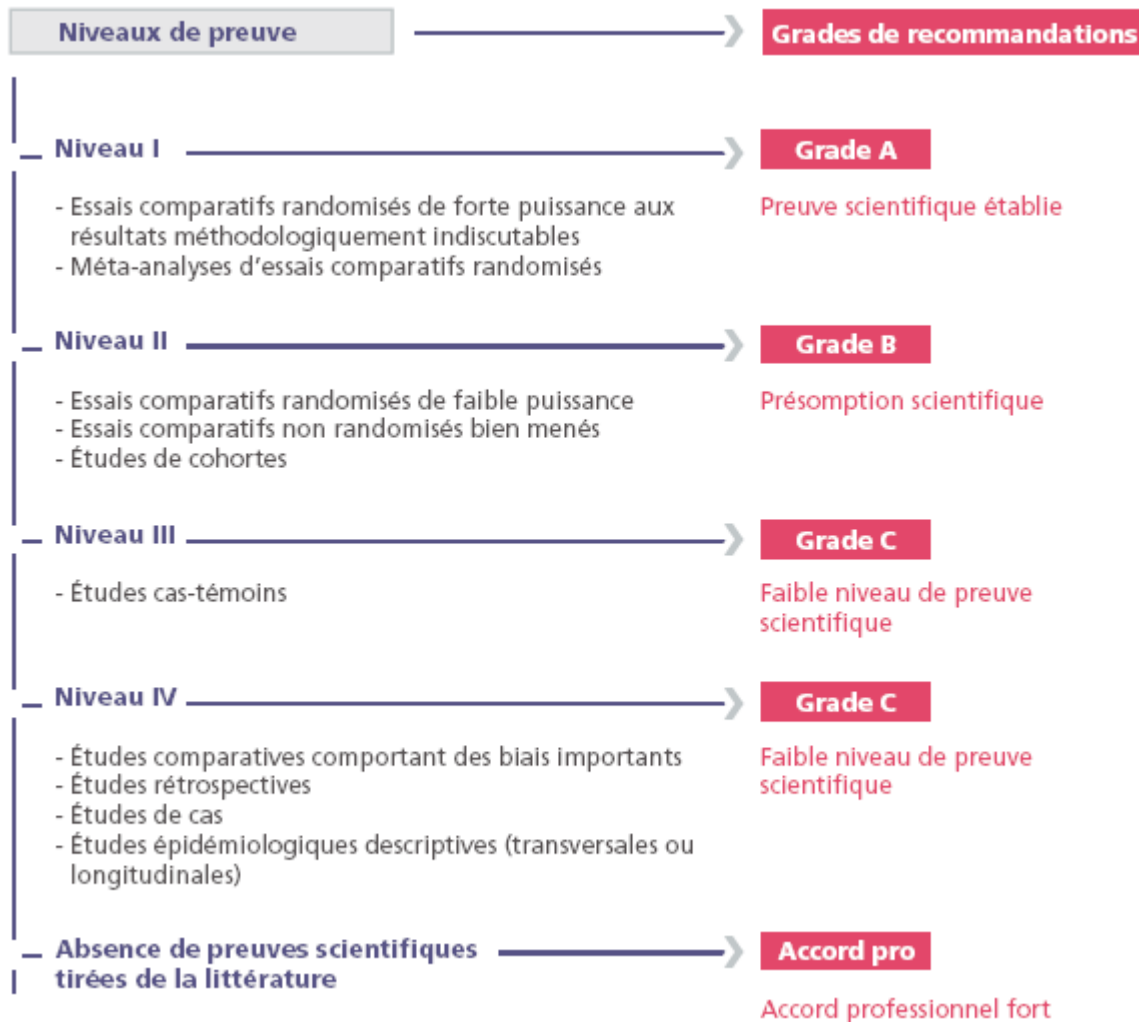 Niveaux de preuve
Grades de recommandations
Niveau I
Grade A
- Essais comparatifs randomisés de forte puissance aux
résultats méthodologiquement indiscutables
- Méta-analyses d'essais comparatifs randomisés
Preuve scientifique établie
Niveau II
Grade B
- Essais comparatifs randomisés de faible puissance
- Essais comparatifs non randomisés bien menés
- Études de cohortes
Présomption scientifique
Niveau III
Grade C
- Études cas-témoins
Faible niveau de preuve
scientifique
Niveau IV
Grade C
- Études comparatives comportant des biais importants
- Études rétrospectives
- Études de cas
- Études épidémiologiques descriptives (transversales ou
longitudinales)
Faible niveau de preuve
scientifique
Absence de preuves scientifiques
tirées de la littérature
Accord pro
Accord professionnel fort